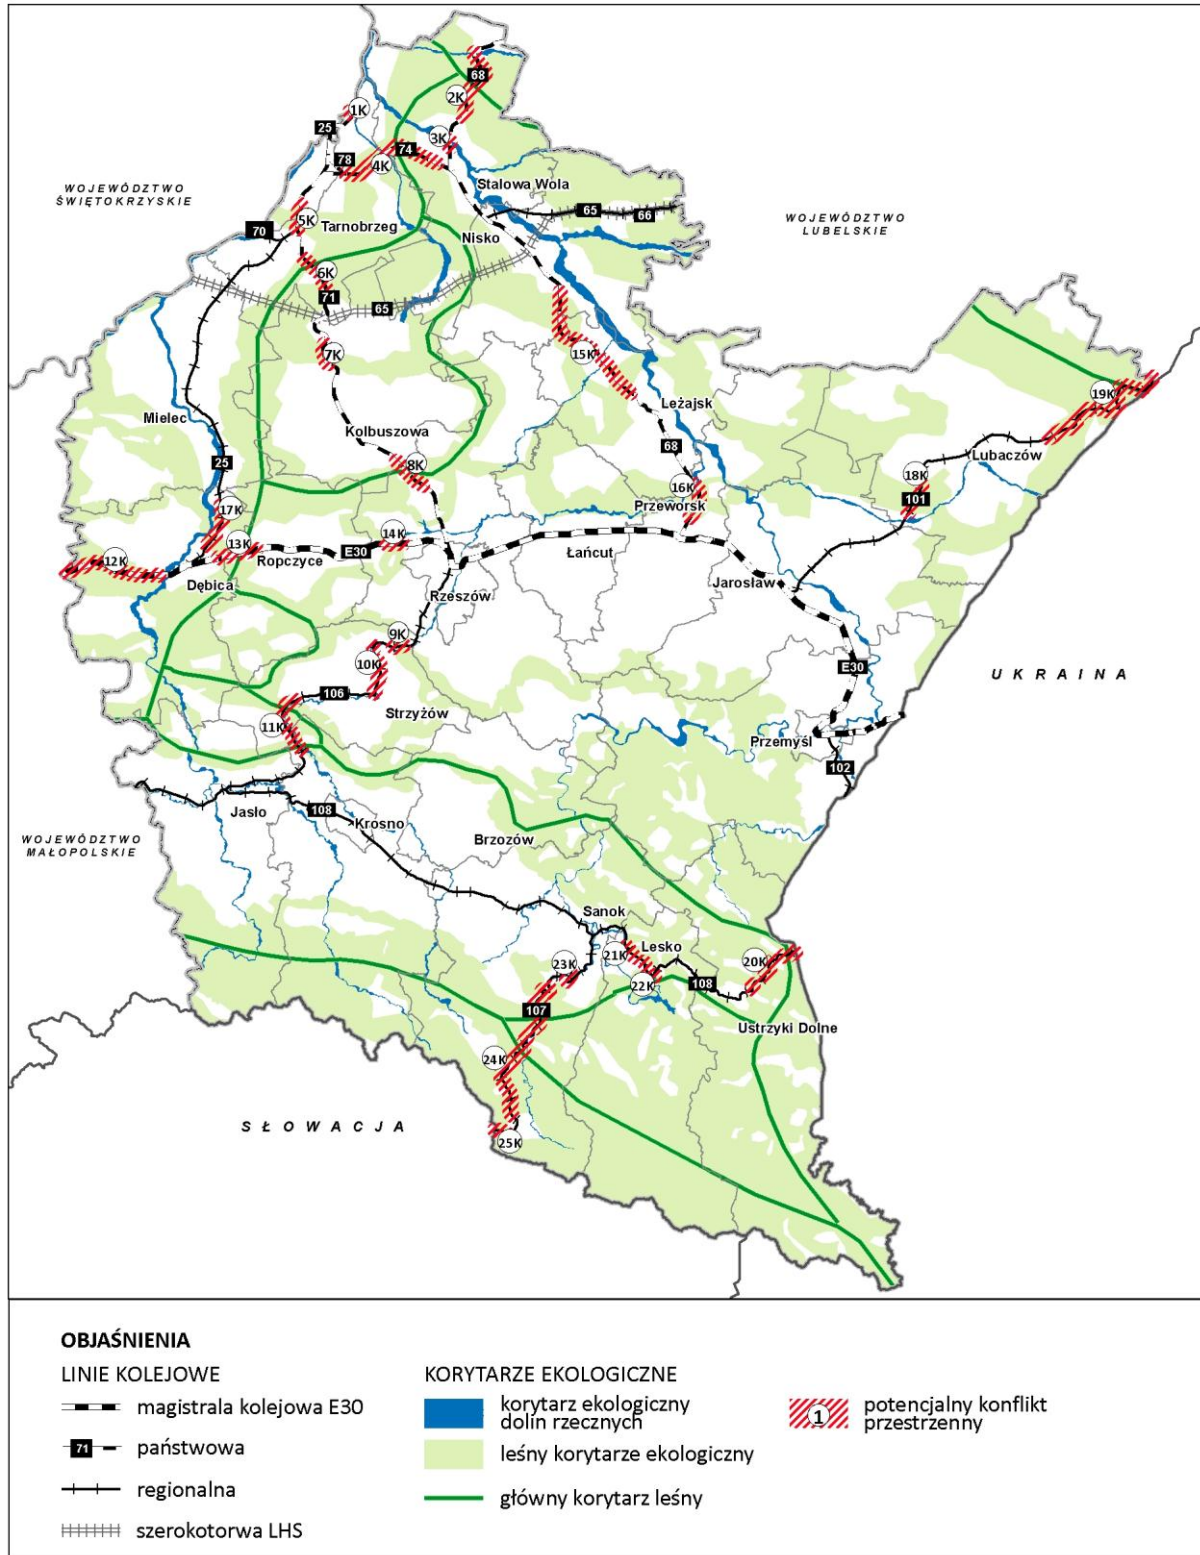 68
2K
1K
25
3K
74
78
4K
WOJEWÓDZTWO
ŚWIĘTOKRZYSKIE
Stalowa Wola
65
66
WOJEWÓDZTWO
LUBELSKIE
5K
Tarnobrzeg
70
Nisko
6K
71
65
7K
15K
19K
Leżajsk
Mielec
Kolbuszowa
68
Lubaczów
25
8K
18K
16K
101
17K
Przeworsk
14K
13K
E30
Łańcut
12K
Ropczyce
Dębica
Jarosław
Rzeszów
9K
10K
E30
UKRAINA
106
Strzyżów
11K
Przemyśl
102
108
Jasło
Krosno
WOJEWÓDZTWO
MAŁOPOLSKIE
Brzozów
Sanok
21K
Lesko
23K
20K
22K
108
107
Ustrzyki Dolne
24K
SŁOWACJA
25K
OBJAŚNIENIA
LINIE KOLEJOWE
magistrala kolejowa E30
71 państwowa
regionalna
szerokotorwa LHS
KORYTARZE EKOLOGICZNE
korytarz ekologiczny
dolin rzecznych
leśny korytarze ekologiczny
główny korytarz leśny
1
potencjalny konflikt
przestrzenny